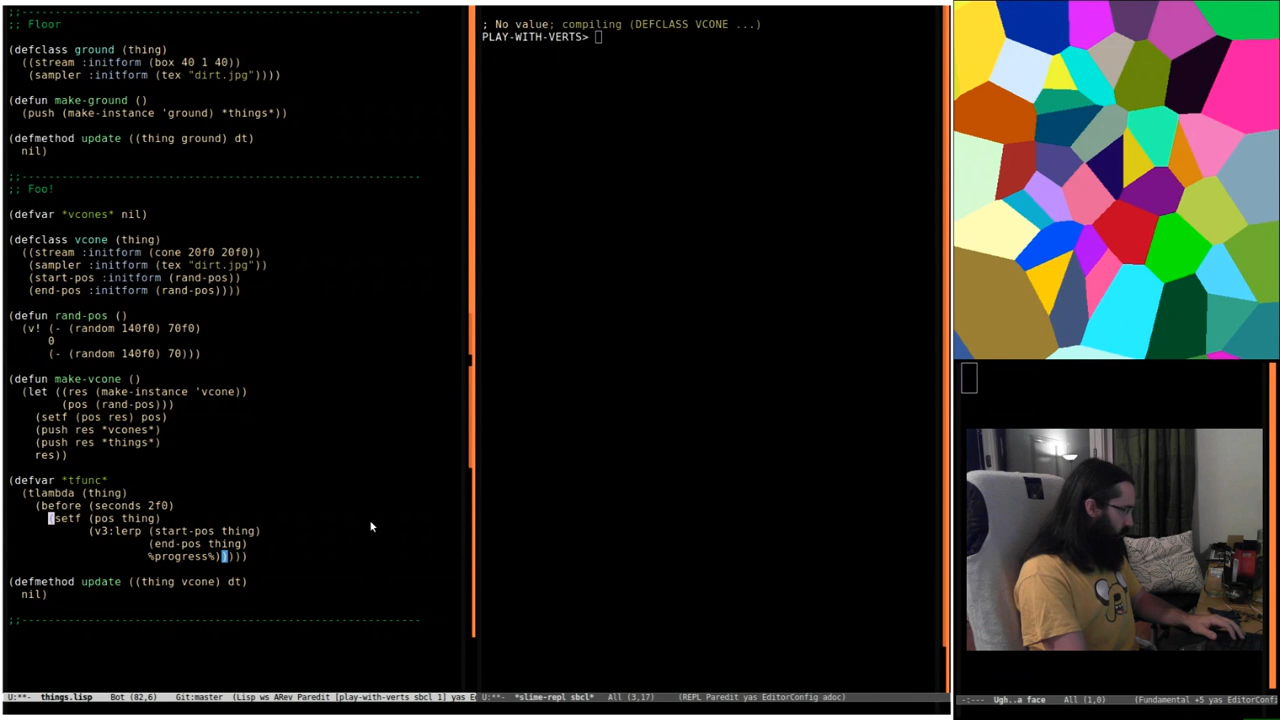 ;;-------------------------------------------------------------
;; Floor
(defclass ground (thing)
  ((stream :initform (box 40 1 40))
   (sampler :initform (tex "dirt.jpg"))))
(defun make-ground ()
  (push (make-instance 'ground) *things*))
(defmethod update ((thing ground) dt)
  nil)
;;-------------------------------------------------------------
;; Foo!
(defvar *vcones* nil)
(defclass vcone (thing)
  ((stream :initform (cone 20f0 20f0))
   (sampler :initform (tex "dirt.jpg"))
   (start-pos :initform (rand-pos))
   (end-pos :initform (rand-pos))))
(defun rand-pos ()
  (v! (- (random 140f0) 70f0)
      0
      (- (random 140f0) 70)))
(defun make-vcone ()
  (let ((res (make-instance 'vcone))
        (pos (rand-pos)))
    (setf (pos res) pos)
    (push res *vcones*)
    (push res *things*)
    res))
(defvar *tfunc*
  (tlambda (thing)
    (before (seconds 2f0)
      (setf (pos thing)
            (v3:lerp (start-pos thing)
                     (end-pos thing)
                     %progress%)))))
(defmethod update ((thing vcone) dt)
  nil)
;;-------------------------------------------------------------
U:**-  things.lisp     Bot (82,6)     Git:master  (Lisp ws ARev Paredit [play-with-verts sbcl 1] yas E
; No value; compiling (DEFCLASS VCONE ...)
PLAY-WITH-VERTS>
U:**-  *slime-repl sbcl*   All (3,17)     (REPL Paredit yas EditorConfig adoc)
-:---  Ugh..a face     All (1,0)      (Fundamental +5 yas EditorConfi